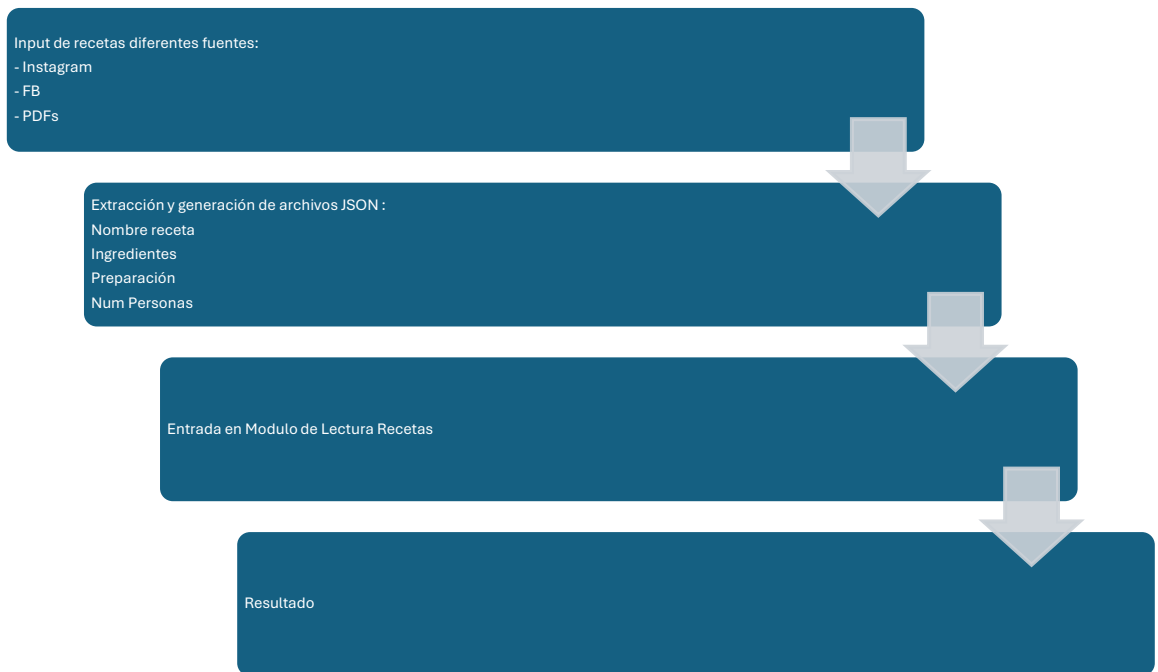 Input de recetas diferentes fuentes:
- Instagram
- FB
- PDFs
Extracción y generación de archivos JSON :
Nombre receta
Ingredientes
Preparación
Num Personas
Entrada en Modulo de Lectura Recetas
Resultado